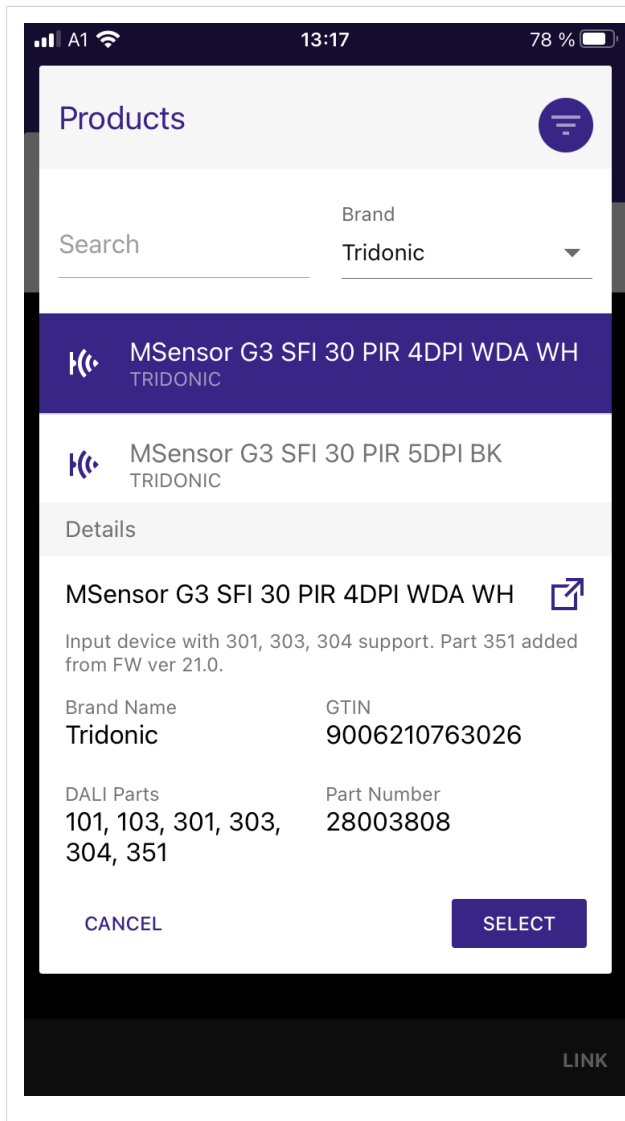 A1 13:17 78 %
Products
Brand
Search Tridonic
MSensor G3 SFI 30 PIR 4DPI WDA WH
TRIDONIC
MSensor G3 SFI 30 PIR 5DPI BK
TRIDONIC
Details
MSensor G3 SFI 30 PIR 4DPI WDA WH
Input device with 301, 303, 304 support. Part 351 added
from FW ver 21.0.
Brand Name GTIN
Tridonic 9006210763026
DALI Parts Part Number
101, 103, 301, 303, 28003808
304, 351
CANCEL SELECT
LINK